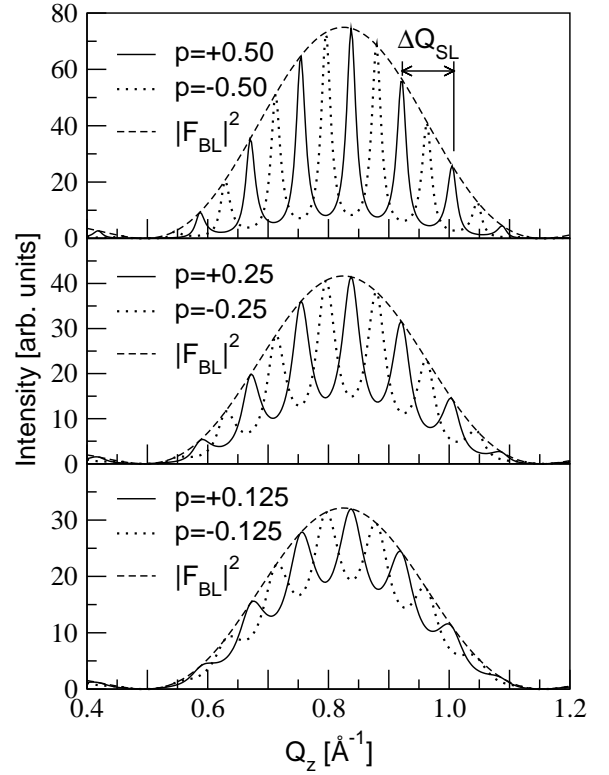 80
60
40
20
0
p=+0.50
p=-0.50
|F_BL|^2
ΔQ_SL
40
30
20
10
0
p=+0.25
p=-0.25
|F_BL|^2
Intensity [arb. units]
30
20
10
0
p=+0.125
p=-0.125
|F_BL|^2
0.4 0.6 0.8 1.0 1.2
Q_z [Å^-1]